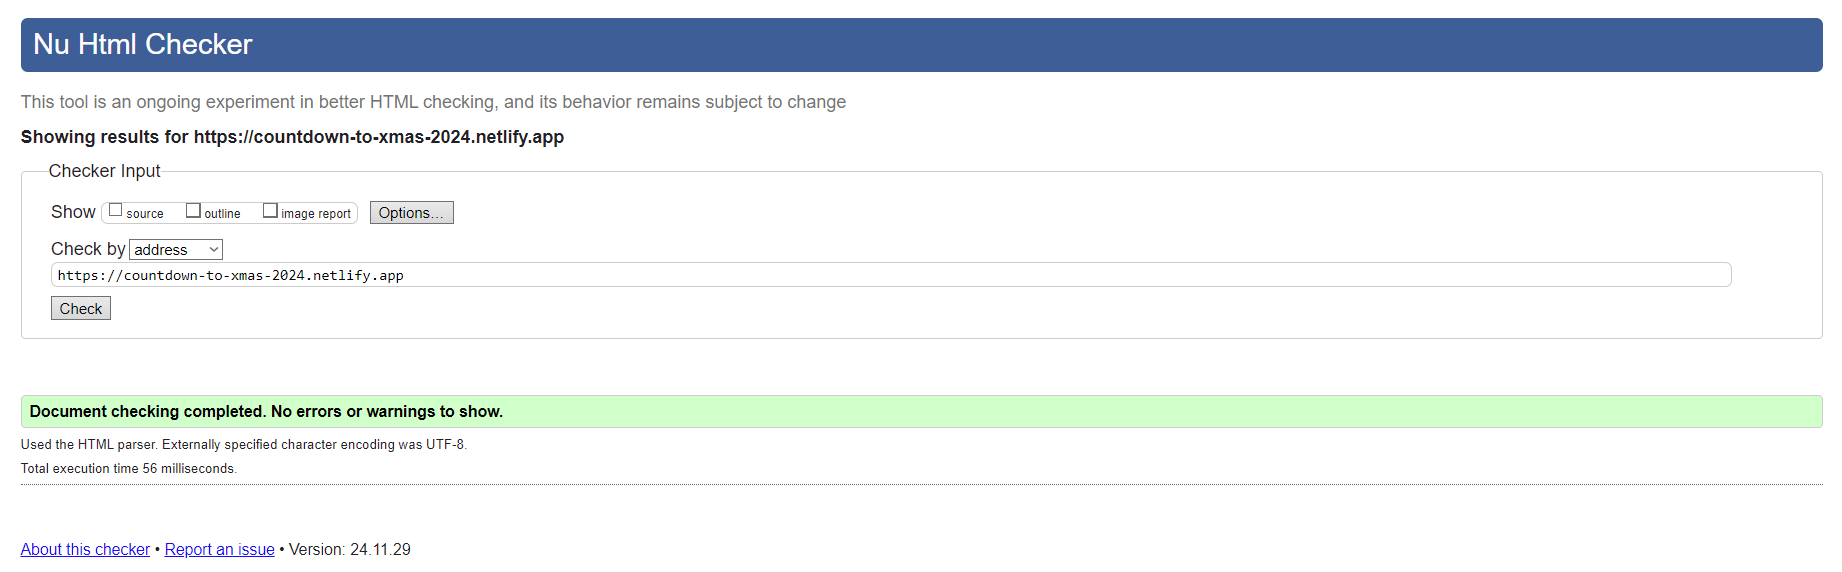 Nu Html Checker
This tool is an ongoing experiment in better HTML checking, and its behavior remains subject to change
Showing results for https://countdown-to-xmas-2024.netlify.app
Checker Input
Show source outline image report Options...
Check by address
https://countdown-to-xmas-2024.netlify.app
Check
Document checking completed. No errors or warnings to show.
Used the HTML parser. Externally specified character encoding was UTF-8.
Total execution time 56 milliseconds.
About this checker • Report an issue • Version: 24.11.29